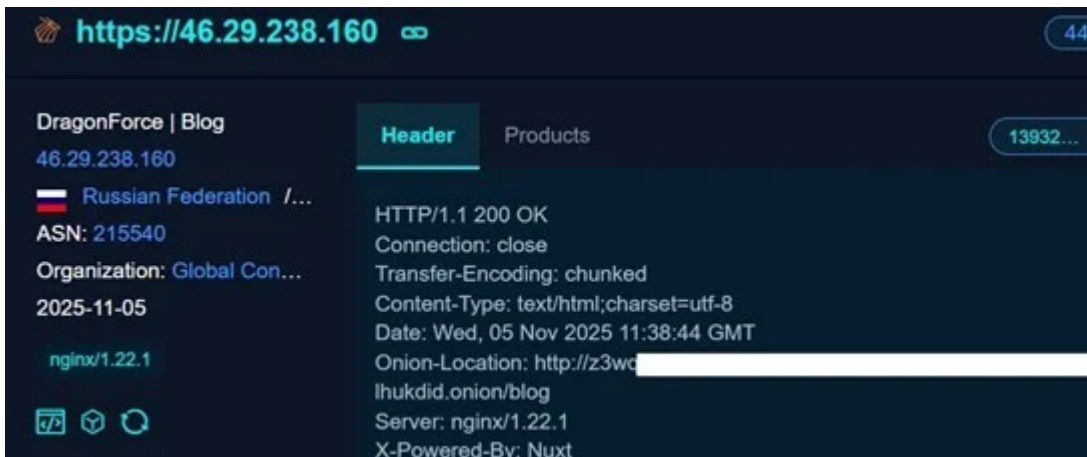 https://46.29.238.160
44
DragonForce | Blog
46.29.238.160
Russian Federation /...
ASN: 215540
Organization: Global Con...
2025-11-05
nginx/1.22.1
Header Products
13932...
HTTP/1.1 200 OK
Connection: close
Transfer-Encoding: chunked
Content-Type: text/html;charset=utf-8
Date: Wed, 05 Nov 2025 11:38:44 GMT
Onion-Location: http://z3wq
lhukdid.onion/blog
Server: nginx/1.22.1
X-Powered-By: Nuxt